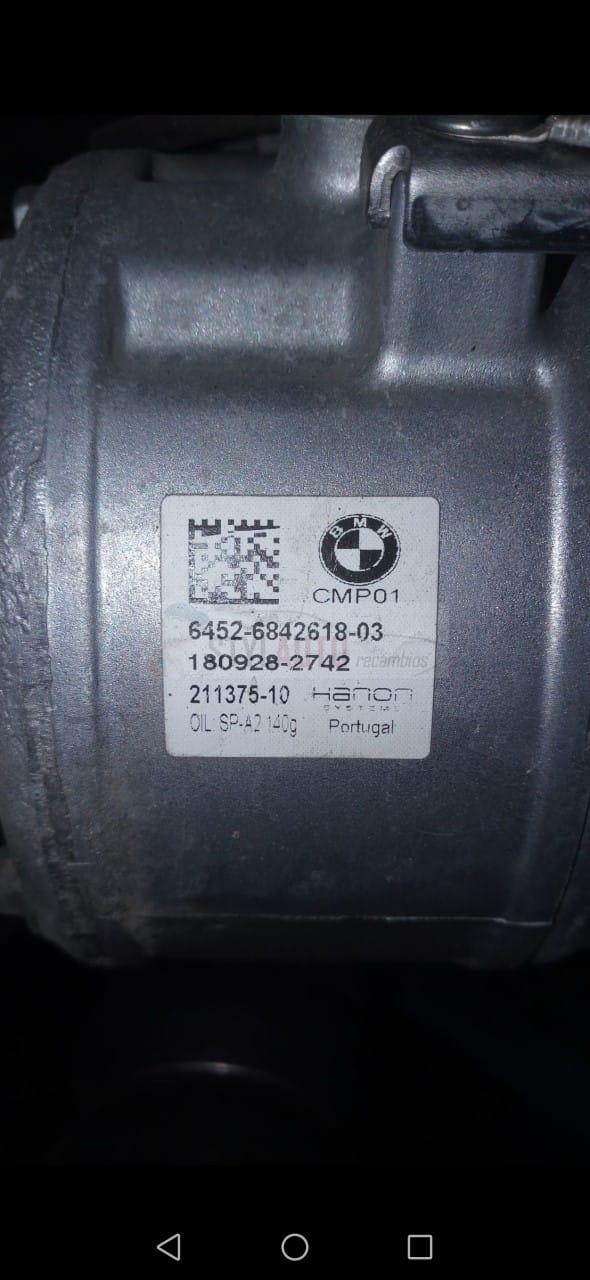 BMW
CMP01
6452-6842618-03
180928-2742
recambios
211375-10 Hanon
SYSTEMS
OIL: SP-A2 140g Portugal